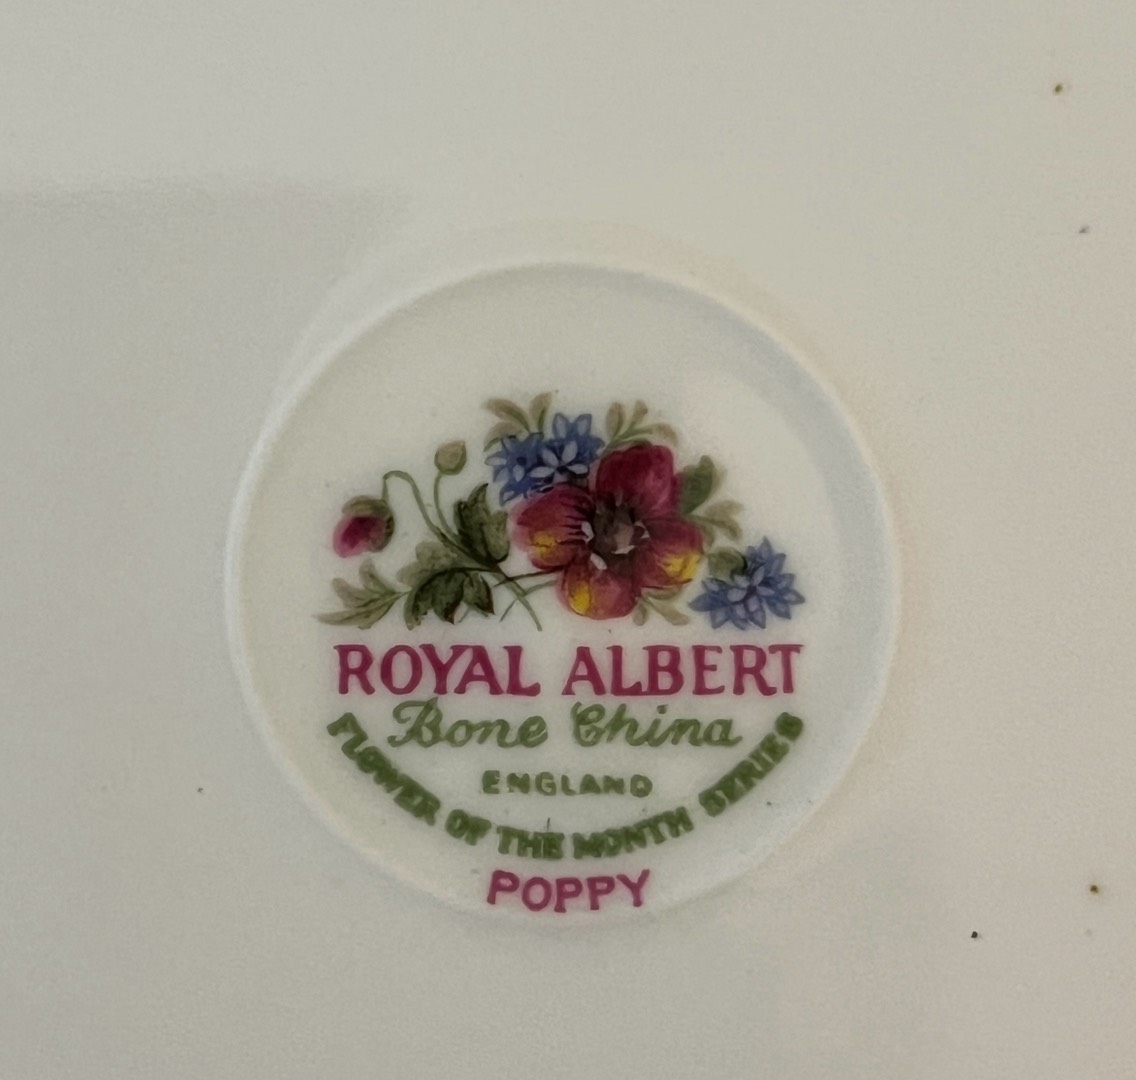 ROYAL ALBERT
Bone China
ENGLAND
FLOWER OF THE MONTH SERIES
POPPY